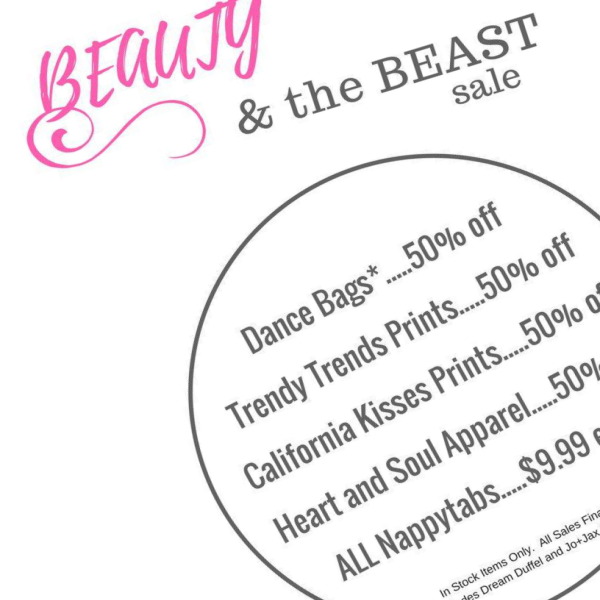 BEAUTY
& the BEAST
sale
Dance Bags* .....50% off
Trendy Trends Prints.....50% off
California Kisses Prints.....50%
Heart and Soul Apparel.....50%
ALL Nappytabs.....$9.99
In Stock Items Only. All Sales
Dream Duffel and Jo+Jax